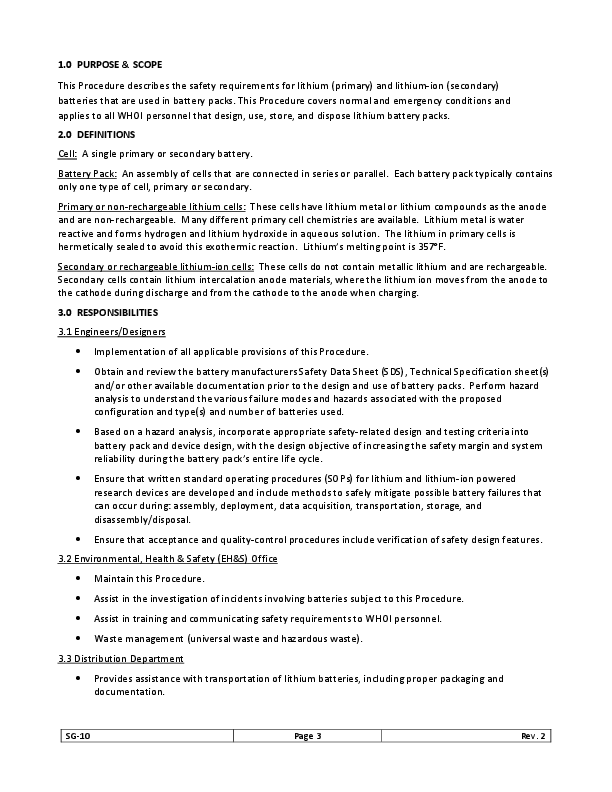 1.0 PURPOSE & SCOPE
This Procedure describes the safety requirements for lithium (primary) and lithium-ion (secondary)
batteries that are used in battery packs. This Procedure covers normal and emergency conditions and
applies to all WHOI personnel that design, use, store, and dispose lithium battery packs.
2.0 DEFINITIONS
Cell: A single primary or secondary battery.
Battery Pack: An assembly of cells that are connected in series or parallel. Each battery pack typically contains
only one type of cell, primary or secondary.
Primary or non-rechargeable lithium cells: These cells have lithium metal or lithium compounds as the anode
and are non-rechargeable. Many different primary cell chemistries are available. Lithium metal is water
reactive and forms hydrogen and lithium hydroxide in aqueous solution. The lithium in primary cells is
hermetically sealed to avoid this exothermic reaction. Lithium's melting point is 357°F.
Secondary or rechargeable lithium-ion cells: These cells do not contain metallic lithium and are rechargeable.
Secondary cells contain lithium intercalation anode materials, where the lithium ion moves from the anode to
the cathode during discharge and from the cathode to the anode when charging.
3.0 RESPONSIBILITIES
3.1 Engineers/Designers
• Implementation of all applicable provisions of this Procedure.
• Obtain and review the battery manufacturers Safety Data Sheet (SDS), Technical Specification sheet(s)
and/or other available documentation prior to the design and use of battery packs. Perform hazard
analysis to understand the various failure modes and hazards associated with the proposed
configuration and type(s) and number of batteries used.
• Based on a hazard analysis, incorporate appropriate safety-related design and testing criteria into
battery pack and device design, with the design objective of increasing the safety margin and system
reliability during the battery pack's entire life cycle.
• Ensure that written standard operating procedures (SOPs) for lithium and lithium-ion powered
research devices are developed and include methods to safely mitigate possible battery failures that
can occur during: assembly, deployment, data acquisition, transportation, storage, and
disassembly/disposal.
• Ensure that acceptance and quality-control procedures include verification of safety design features.
3.2 Environmental, Health & Safety (EH&S) Office
• Maintain this Procedure.
• Assist in the investigation of incidents involving batteries subject to this Procedure.
• Assist in training and communicating safety requirements to WHOI personnel.
• Waste management (universal waste and hazardous waste).
3.3 Distribution Department
• Provides assistance with transportation of lithium batteries, including proper packaging and
documentation.
SG-10 Page 3 Rev. 2